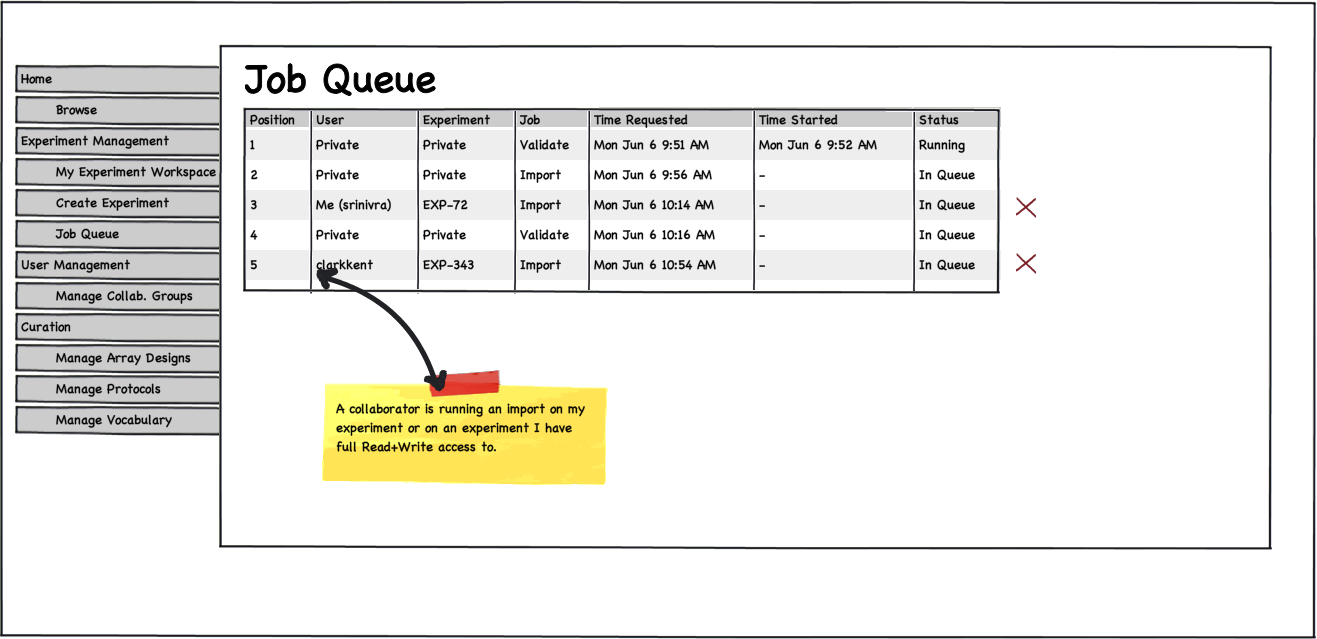 Home
Browse
Experiment Management
My Experiment Workspace
Create Experiment
Job Queue
User Management
Manage Collab. Groups
Curation
Manage Array Designs
Manage Protocols
Manage Vocabulary
Job Queue
Position User Experiment Job Time Requested Time Started Status
1 Private Private Validate Mon Jun 6 9:51 AM Mon Jun 6 9:52 AM Running
2 Private Private Import Mon Jun 6 9:56 AM - In Queue
3 Me (srinivra) EXP-72 Import Mon Jun 6 10:14 AM - In Queue
4 Private Private Validate Mon Jun 6 10:16 AM - In Queue
5 clarkkent EXP-343 Import Mon Jun 6 10:54 AM - In Queue
A collaborator is running an import on my
experiment or on an experiment I have
full Read+Write access to.